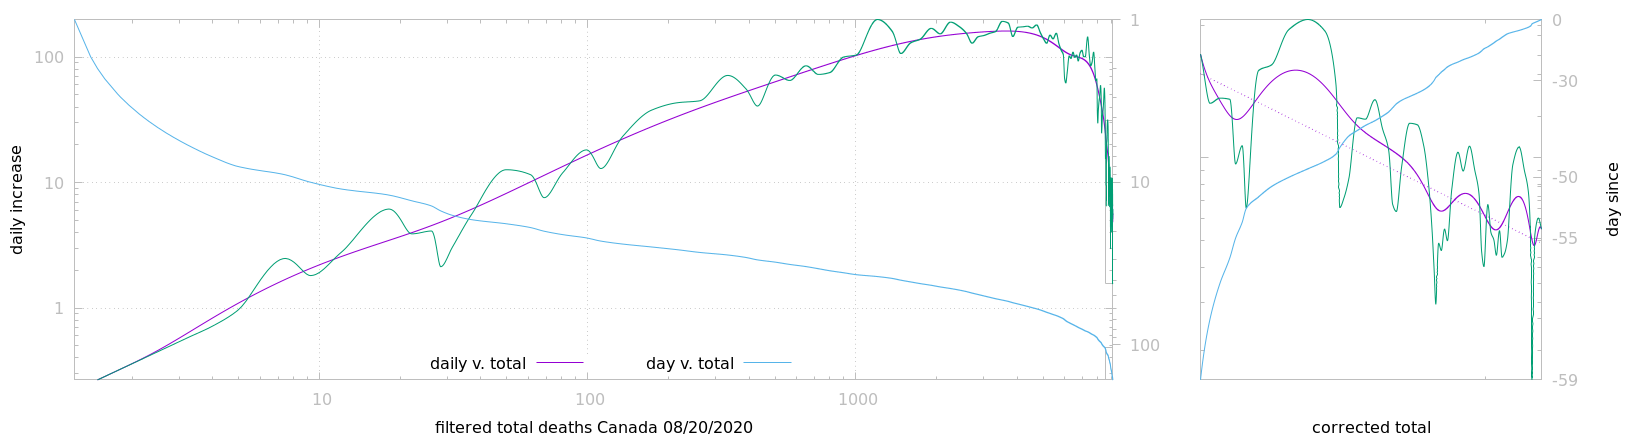 daily increase
100
10
1
10
100
1000
1
10
100
daily v. total
day v. total
filtered total deaths Canada 08/20/2020
0
-30
-50
-55
-59
day since
corrected total